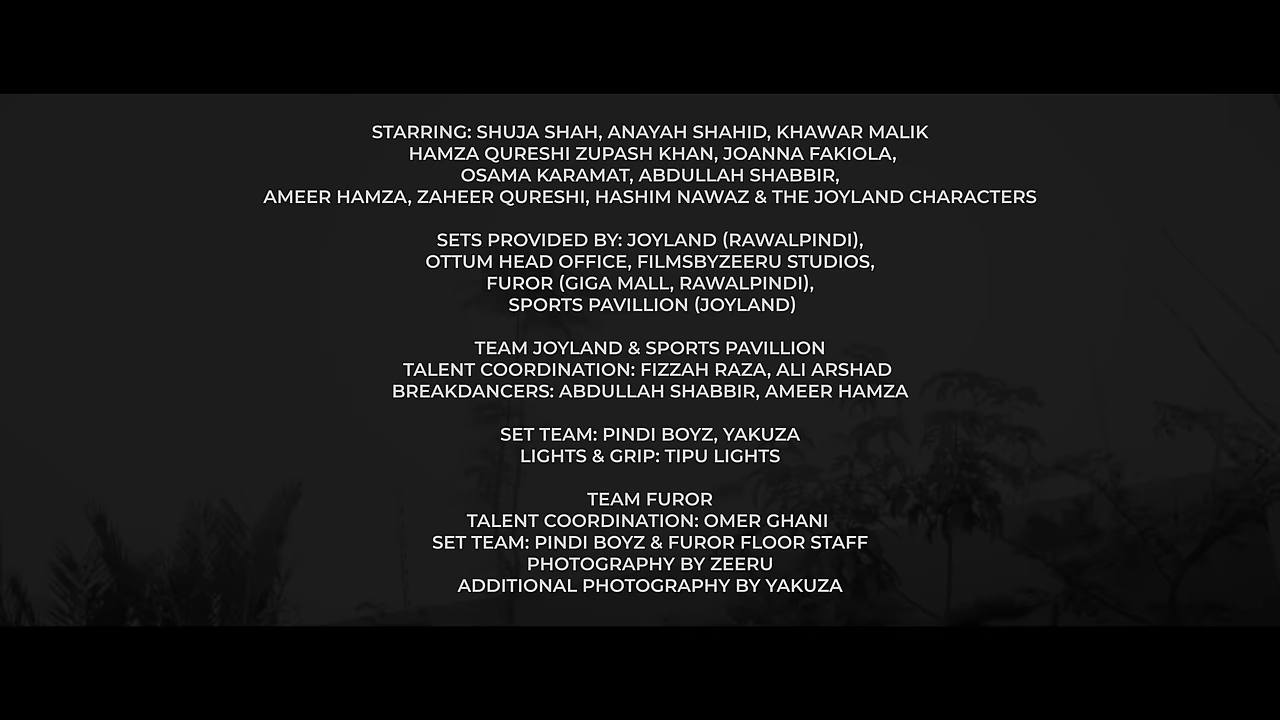 STARRING: SHUJA SHAH, ANAYAH SHAHID, KHAWAR MALIK
HAMZA QURESHI ZUPASH KHAN, JOANNA FAKIOLA,
OSAMA KARAMAT, ABDULLAH SHABBIR,
AMEER HAMZA, ZAHEER QURESHI, HASHIM NAWAZ & THE JOYLAND CHARACTERS
SETS PROVIDED BY: JOYLAND (RAWALPINDI),
OTTUM HEAD OFFICE, FILMSBYZEERU STUDIOS,
FUROR (GIGA MALL, RAWALPINDI),
SPORTS PAVILLION (JOYLAND)
TEAM JOYLAND & SPORTS PAVILLION
TALENT COORDINATION: FIZZAH RAZA, ALI ARSHAD
BREAKDANCERS: ABDULLAH SHABBIR, AMEER HAMZA
SET TEAM: PINDI BOYZ, YAKUZA
LIGHTS & GRIP: TIPU LIGHTS
TEAM FUROR
TALENT COORDINATION: OMER GHANI
SET TEAM: PINDI BOYZ & FUROR FLOOR STAFF
PHOTOGRAPHY BY ZEERU
ADDITIONAL PHOTOGRAPHY BY YAKUZA